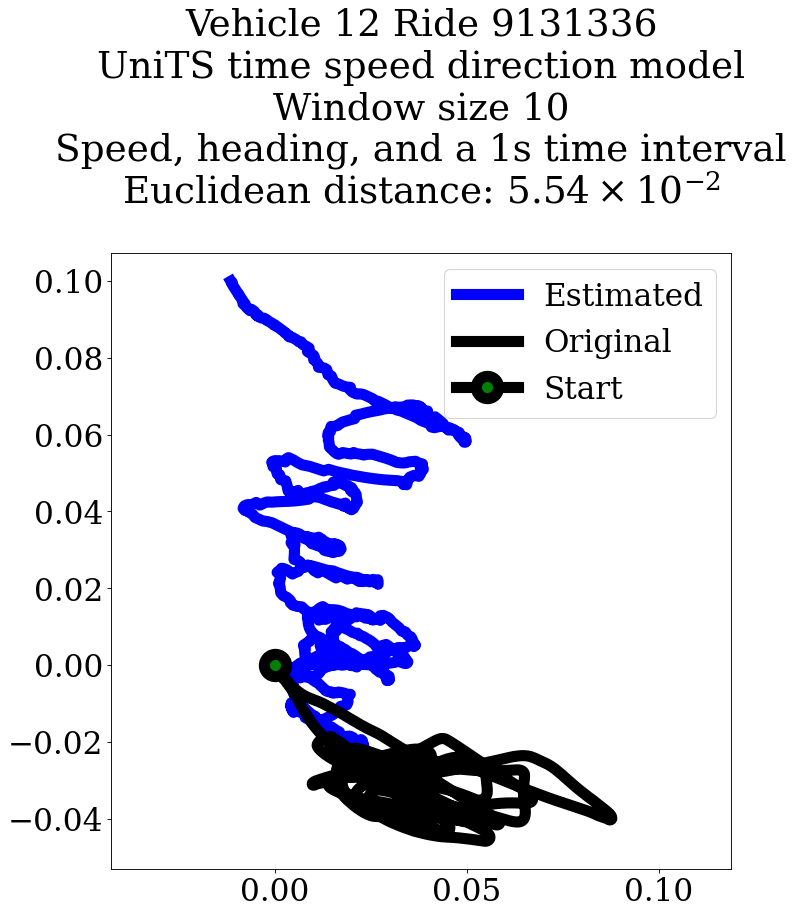 Vehicle 12 Ride 9131336
UniTS time speed direction model
Window size 10
Speed, heading, and a 1s time interval
Euclidean distance: 5.54 × 10⁻²
Estimated
Original
Start
0.10
0.08
0.06
0.04
0.02
0.00
−0.02
−0.04
0.00 0.05 0.10